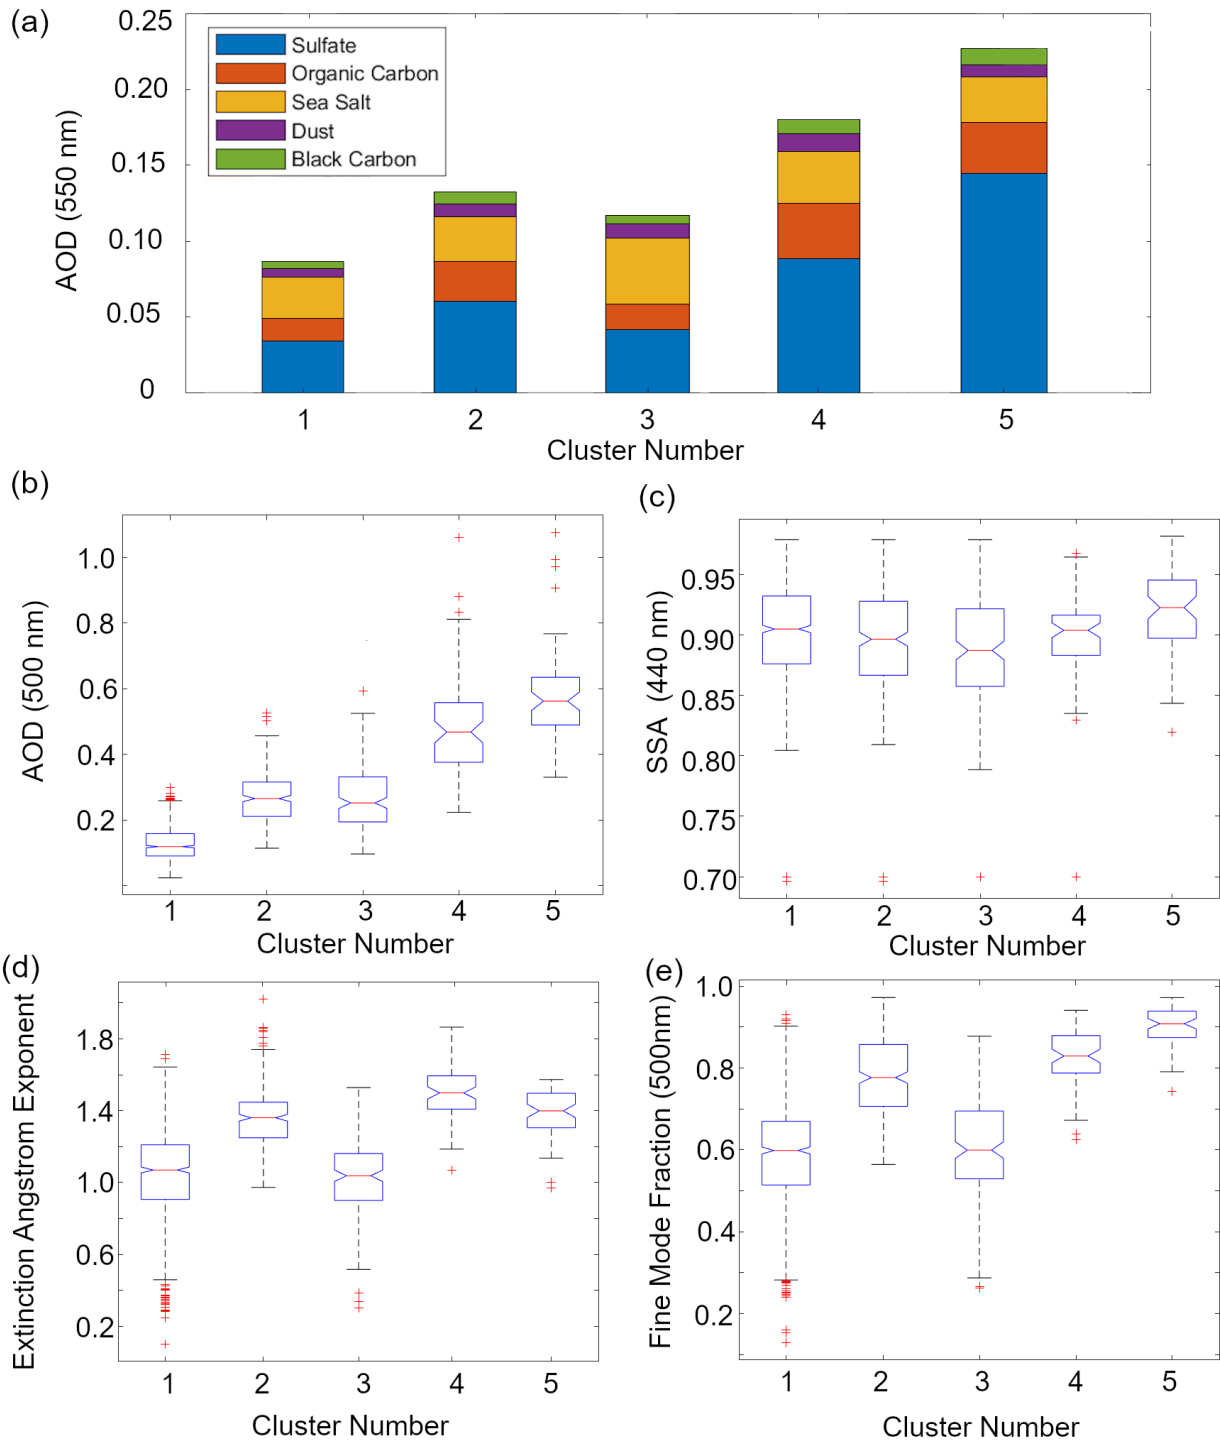 (a)
0.25
0.20
0.15
0.10
0.05
0
AOD (550 nm)
Sulfate
Organic Carbon
Sea Salt
Dust
Black Carbon
1 2 3 4 5
Cluster Number
(b)
1.0
0.8
0.6
0.4
0.2
AOD (500 nm)
1 2 3 4 5
Cluster Number
(c)
0.95
0.90
0.85
0.80
0.75
0.70
SSA (440 nm)
1 2 3 4 5
Cluster Number
(d)
1.8
1.4
1.0
0.6
0.2
Extinction Angstrom Exponent
1 2 3 4 5
Cluster Number
(e)
1.0
0.8
0.6
0.4
0.2
Fine Mode Fraction (500nm)
1 2 3 4 5
Cluster Number